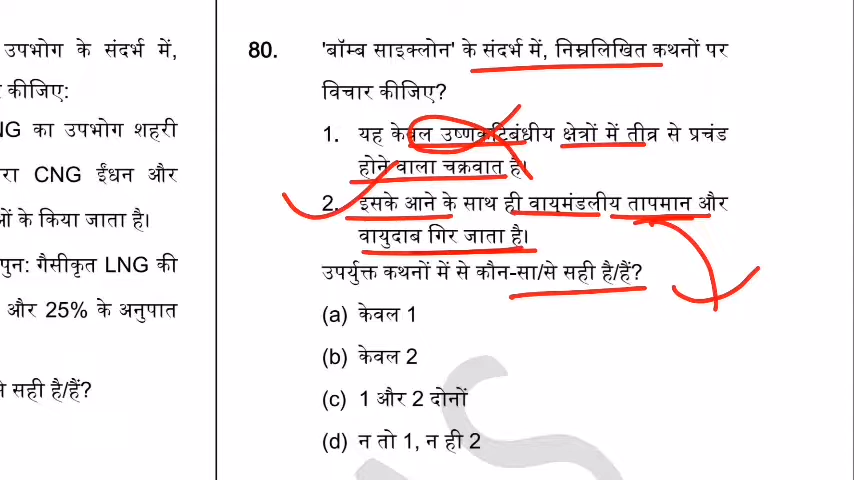 उपभोग के संदर्भ में,
कीजिए:
NG का उपभोग शहरी
रा CNG ईंधन और
ओं के किया जाता है।
पुन: गैसीकृत LNG की
और 25% के अनुपात
से सही है/हैं?
80. 'बॉम्ब साइक्लोन' के संदर्भ में, निम्नलिखित कथनों पर
विचार कीजिए?
1. यह केवल उष्णकटिबंधीय क्षेत्रों में तीव्र से प्रचंड
होने वाला चक्रवात है।
2. इसके आने के साथ ही वायुमंडलीय तापमान और
वायुदाब गिर जाता है।
उपर्युक्त कथनों में से कौन-सा/से सही है/हैं?
(a) केवल 1
(b) केवल 2
(c) 1 और 2 दोनों
(d) न तो 1, न ही 2